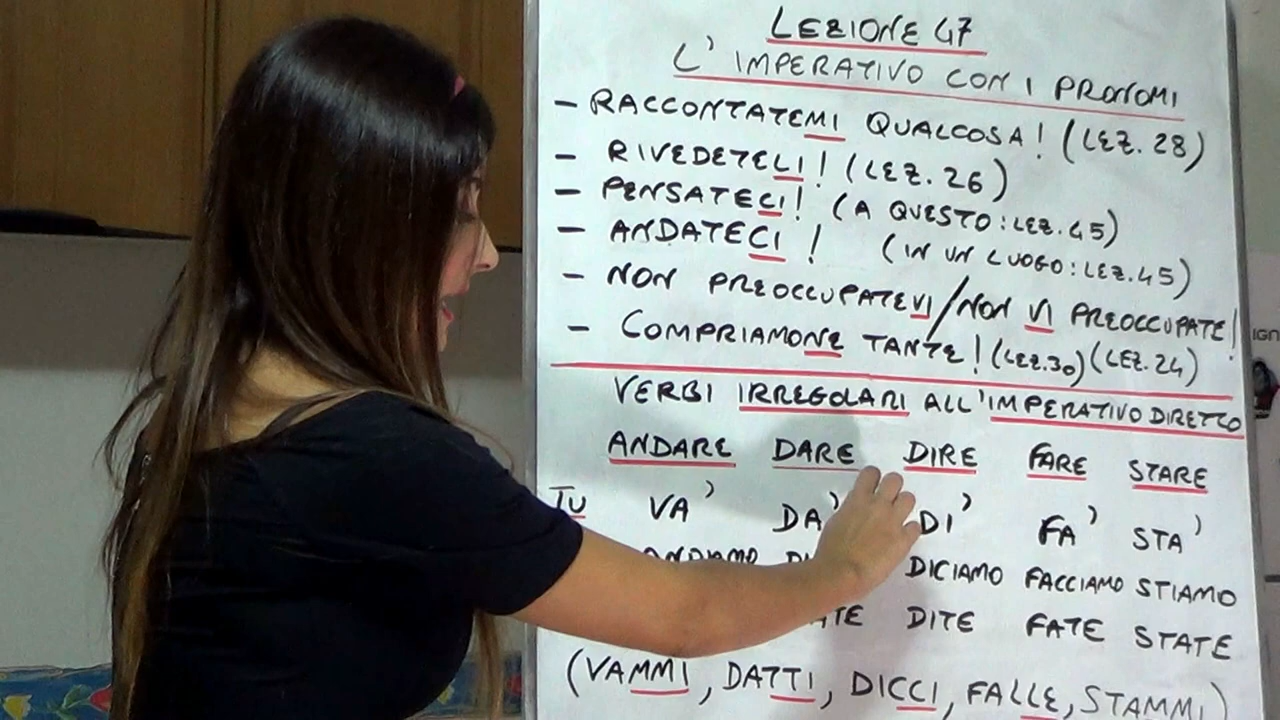 LEZIONE 47
L'IMPERATIVO CON I PRONOMI
- RACCONTATEMI QUALCOSA! (LEZ. 28)
- RIVEDETELI! (LEZ. 26)
- PENSATECI! (A QUESTO: LEZ. 45)
- ANDATECI! (IN UN LUOGO: LEZ. 45)
- NON PREOCCUPATEVI/NON VI PREOCCUPATE!
- COMPRIAMONE TANTE! (LEZ. 30) (LEZ. 24)
VERBI IRREGOLARI ALL'IMPERATIVO DIRETTO
ANDARE DARE DIRE FARE STARE
TU VA' DA' DI' FA' STA'
ANDIAMO DICIAMO FACCIAMO STIAMO
DITE FATE STATE
(VAMMI, DATTI, DICCI, FALLE, STAMMI)